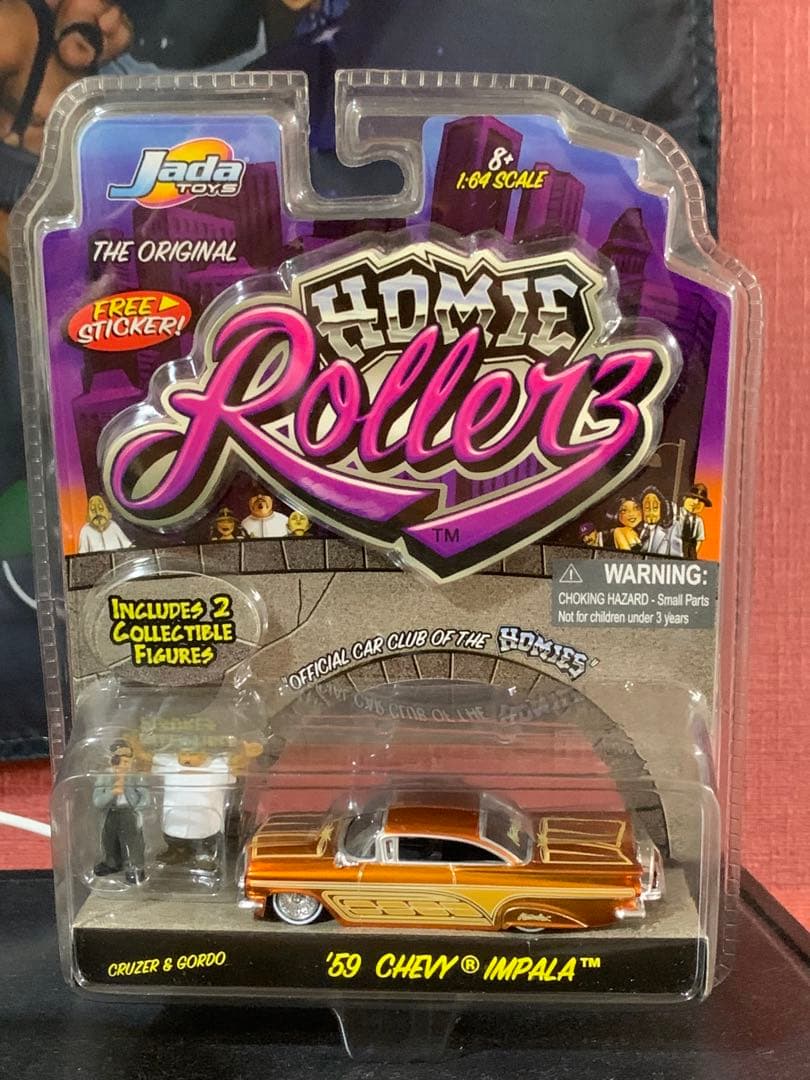 Jada
TOYS
8+
1:64 SCALE
THE ORIGINAL
FREE
STICKER!
HOMIE
Rollerz
TM
WARNING:
CHOKING HAZARD - Small Parts
Not for children under 3 years
INCLUDES 2
COLLECTIBLE
FIGURES
"OFFICIAL CAR CLUB OF THE HOMIES"
CRUZER & GORDO
'59 CHEVY® IMPALA™